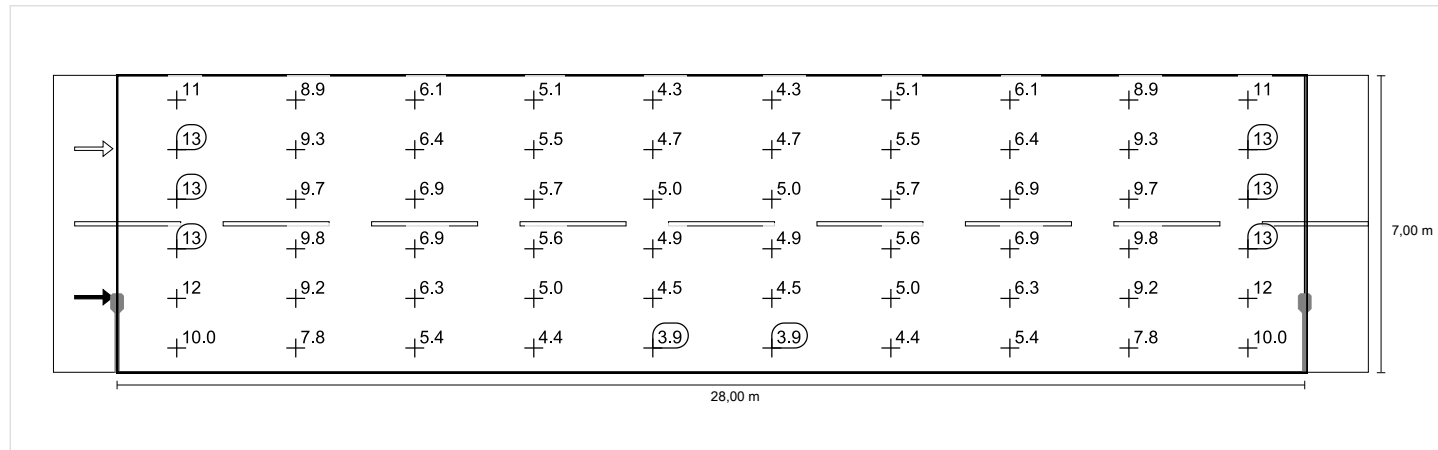 11 8.9 6.1 5.1 4.3 4.3 5.1 6.1 8.9 11
13 9.3 6.4 5.5 4.7 4.7 5.5 6.4 9.3 13
13 9.7 6.9 5.7 5.0 5.0 5.7 6.9 9.7 13
13 9.8 6.9 5.6 4.9 4.9 5.6 6.9 9.8 13
7,00 m
12 9.2 6.3 5.0 4.5 4.5 5.0 6.3 9.2 12
10.0 7.8 5.4 4.4 3.9 3.9 4.4 5.4 7.8 10.0
28,00 m